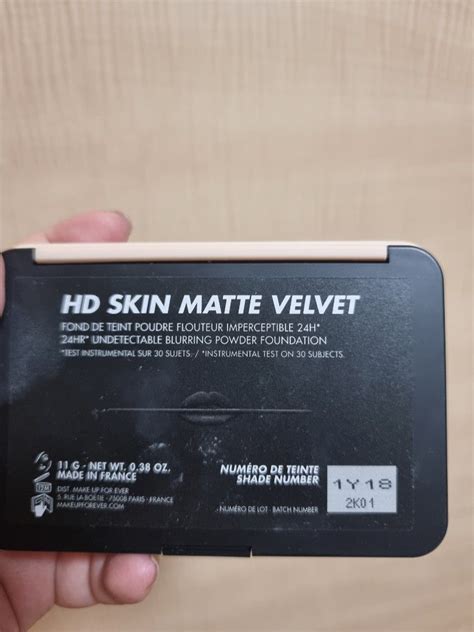 HD SKIN MATTE VELVET
FOND DE TEINT POUDRE FLOUTEUR IMPERCEPTIBLE 24H*
24HR* UNDETECTABLE BLURRING POWDER FOUNDATION
*TEST INSTRUMENTAL SUR 30 SUJETS. / *INSTRUMENTAL TEST ON 30 SUBJECTS.
11 G - NET WT. 0.38 OZ.
MADE IN FRANCE
12M
DIST. MAKE UP FOR EVER
5, RUE LA BOÉTIE - 75008 PARIS - FRANCE
MAKEUPFOREVER.COM
NUMÉRO DE TEINTE
SHADE NUMBER
1Y18
NUMÉRO DE LOT - BATCH NUMBER
2K01